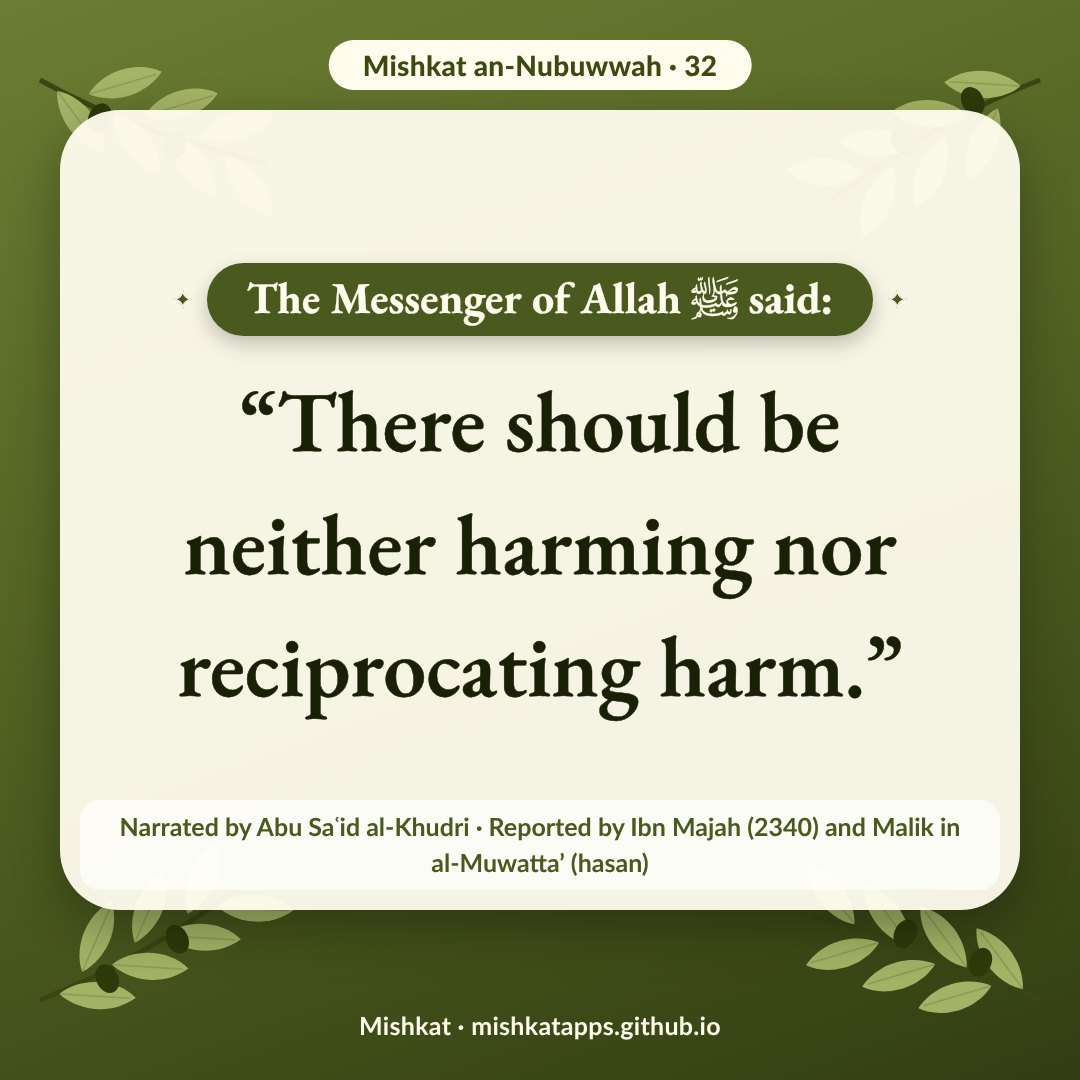 Mishkat an-Nubuwwah · 32
The Messenger of Allah ﷺ said:
“There should be
neither harming nor
reciprocating harm.”
Narrated by Abu Saʿid al-Khudri · Reported by Ibn Majah (2340) and Malik in
al-Muwatta’ (hasan)
Mishkat · mishkatapps.github.io